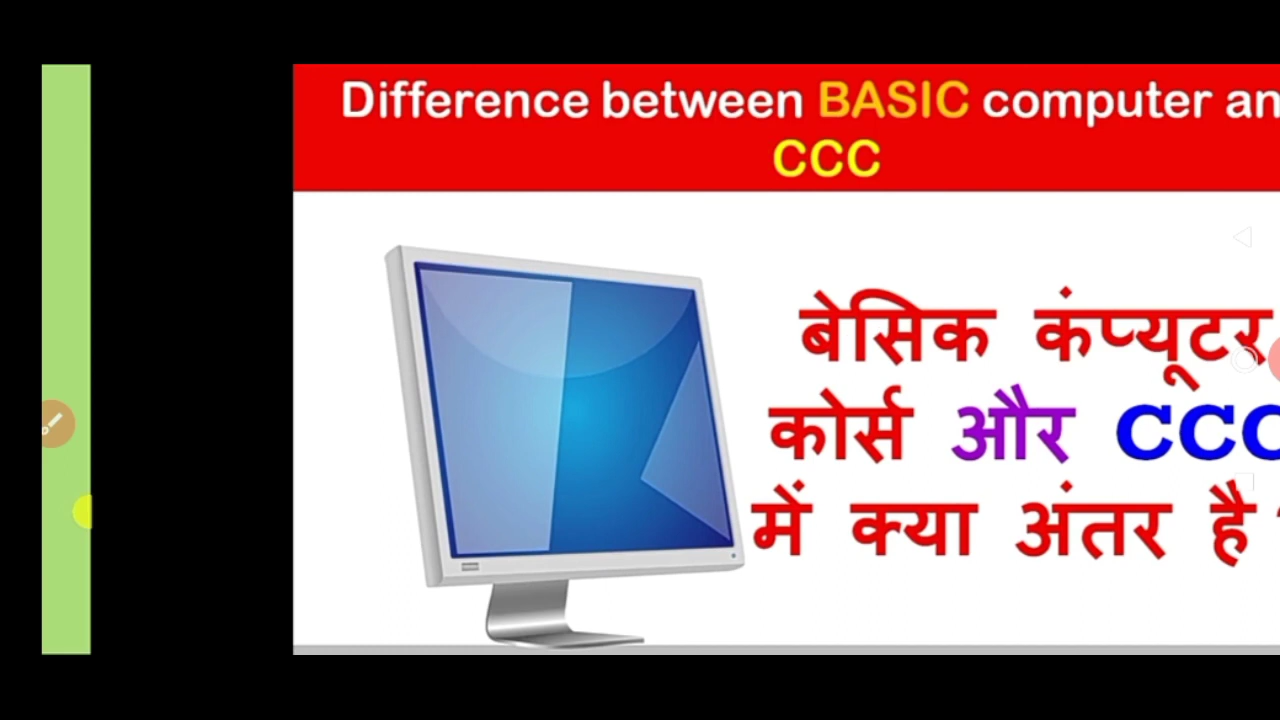 Difference between BASIC computer an
CCC
बेसिक कंप्यूटर
कोर्स और CCC
में क्या अंतर है